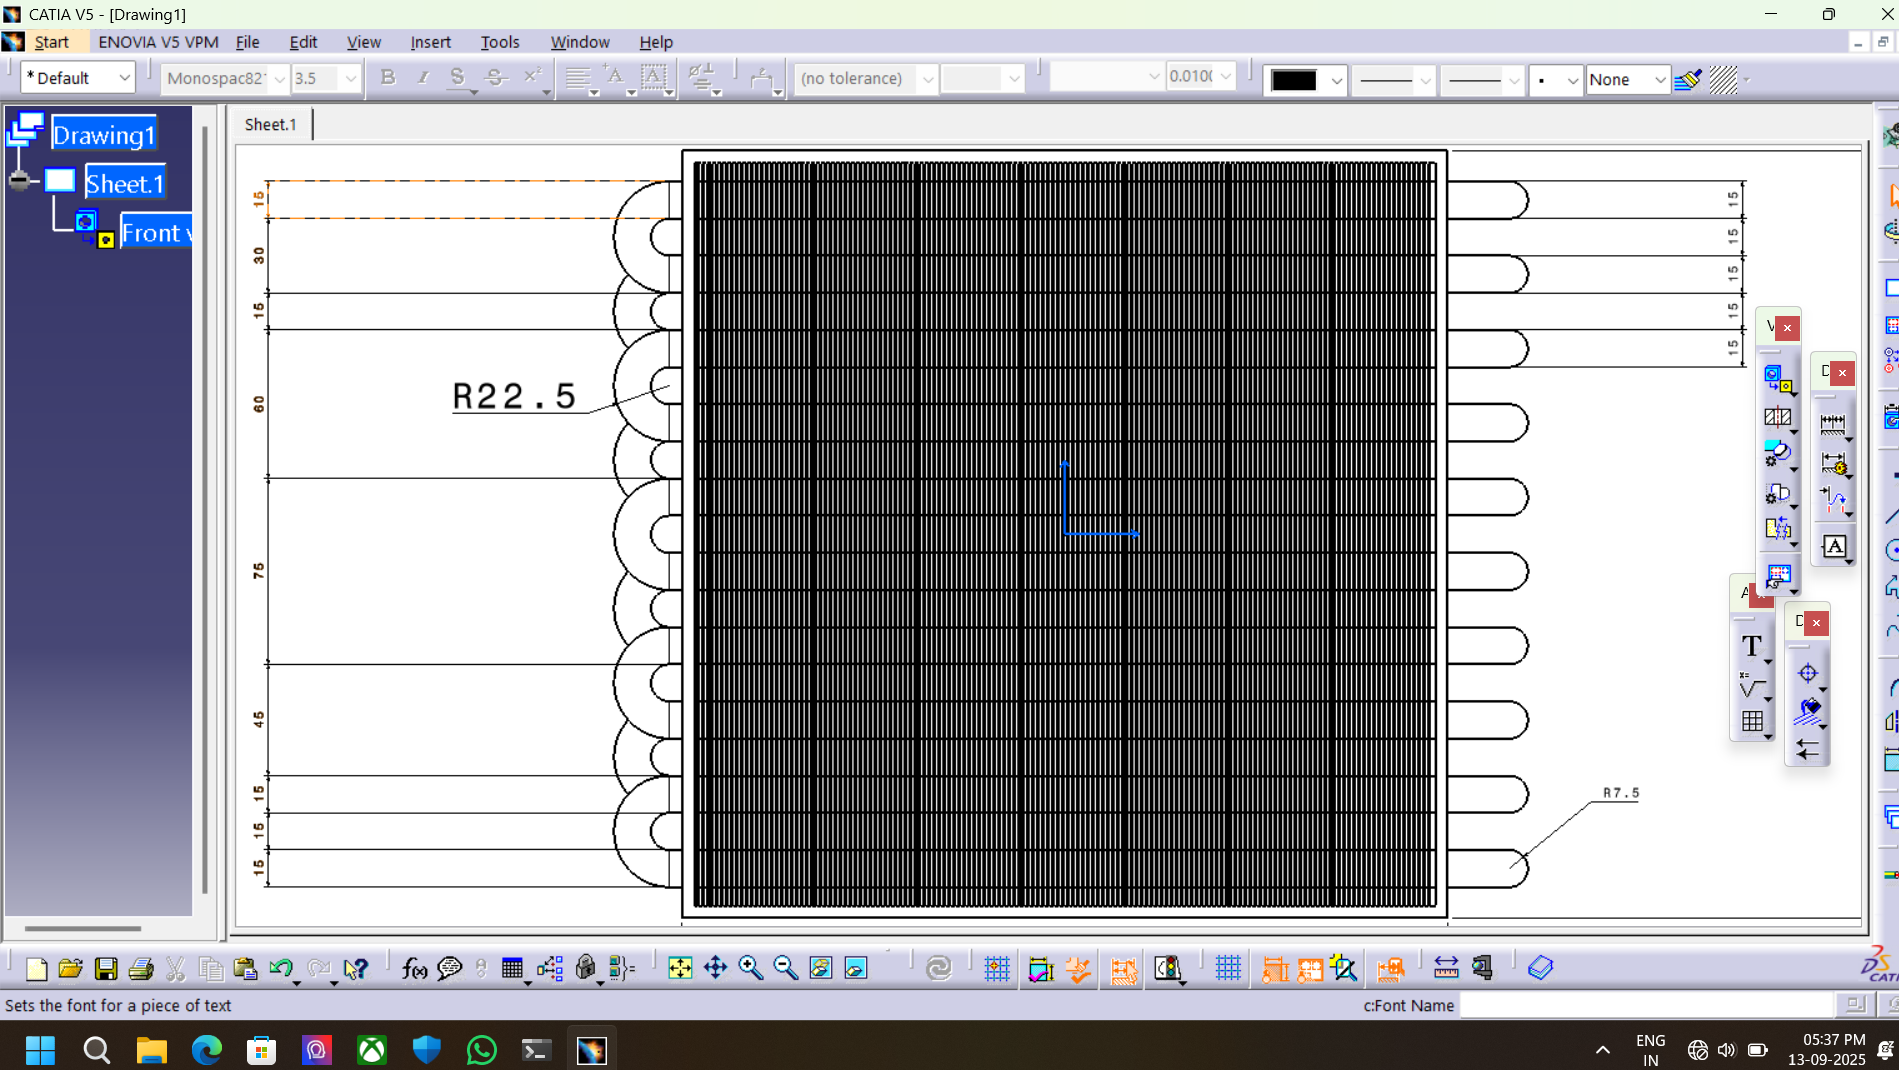 CATIA V5 - [Drawing1]
Start ENOVIA V5 VPM File Edit View Insert Tools Window Help
* Default Monospac821 3.5 B I S S x² (no tolerance) 0.010( None
Drawing1
Sheet.1
Front v
Sheet.1
15
30
15
60
75
45
15
15
15
R22.5
15
15
15
15
15
R7.5
V
D
A
D
T
A
f(x)
Sets the font for a piece of text
c:Font Name
CATI
ENG
IN
05:37 PM
13-09-2025